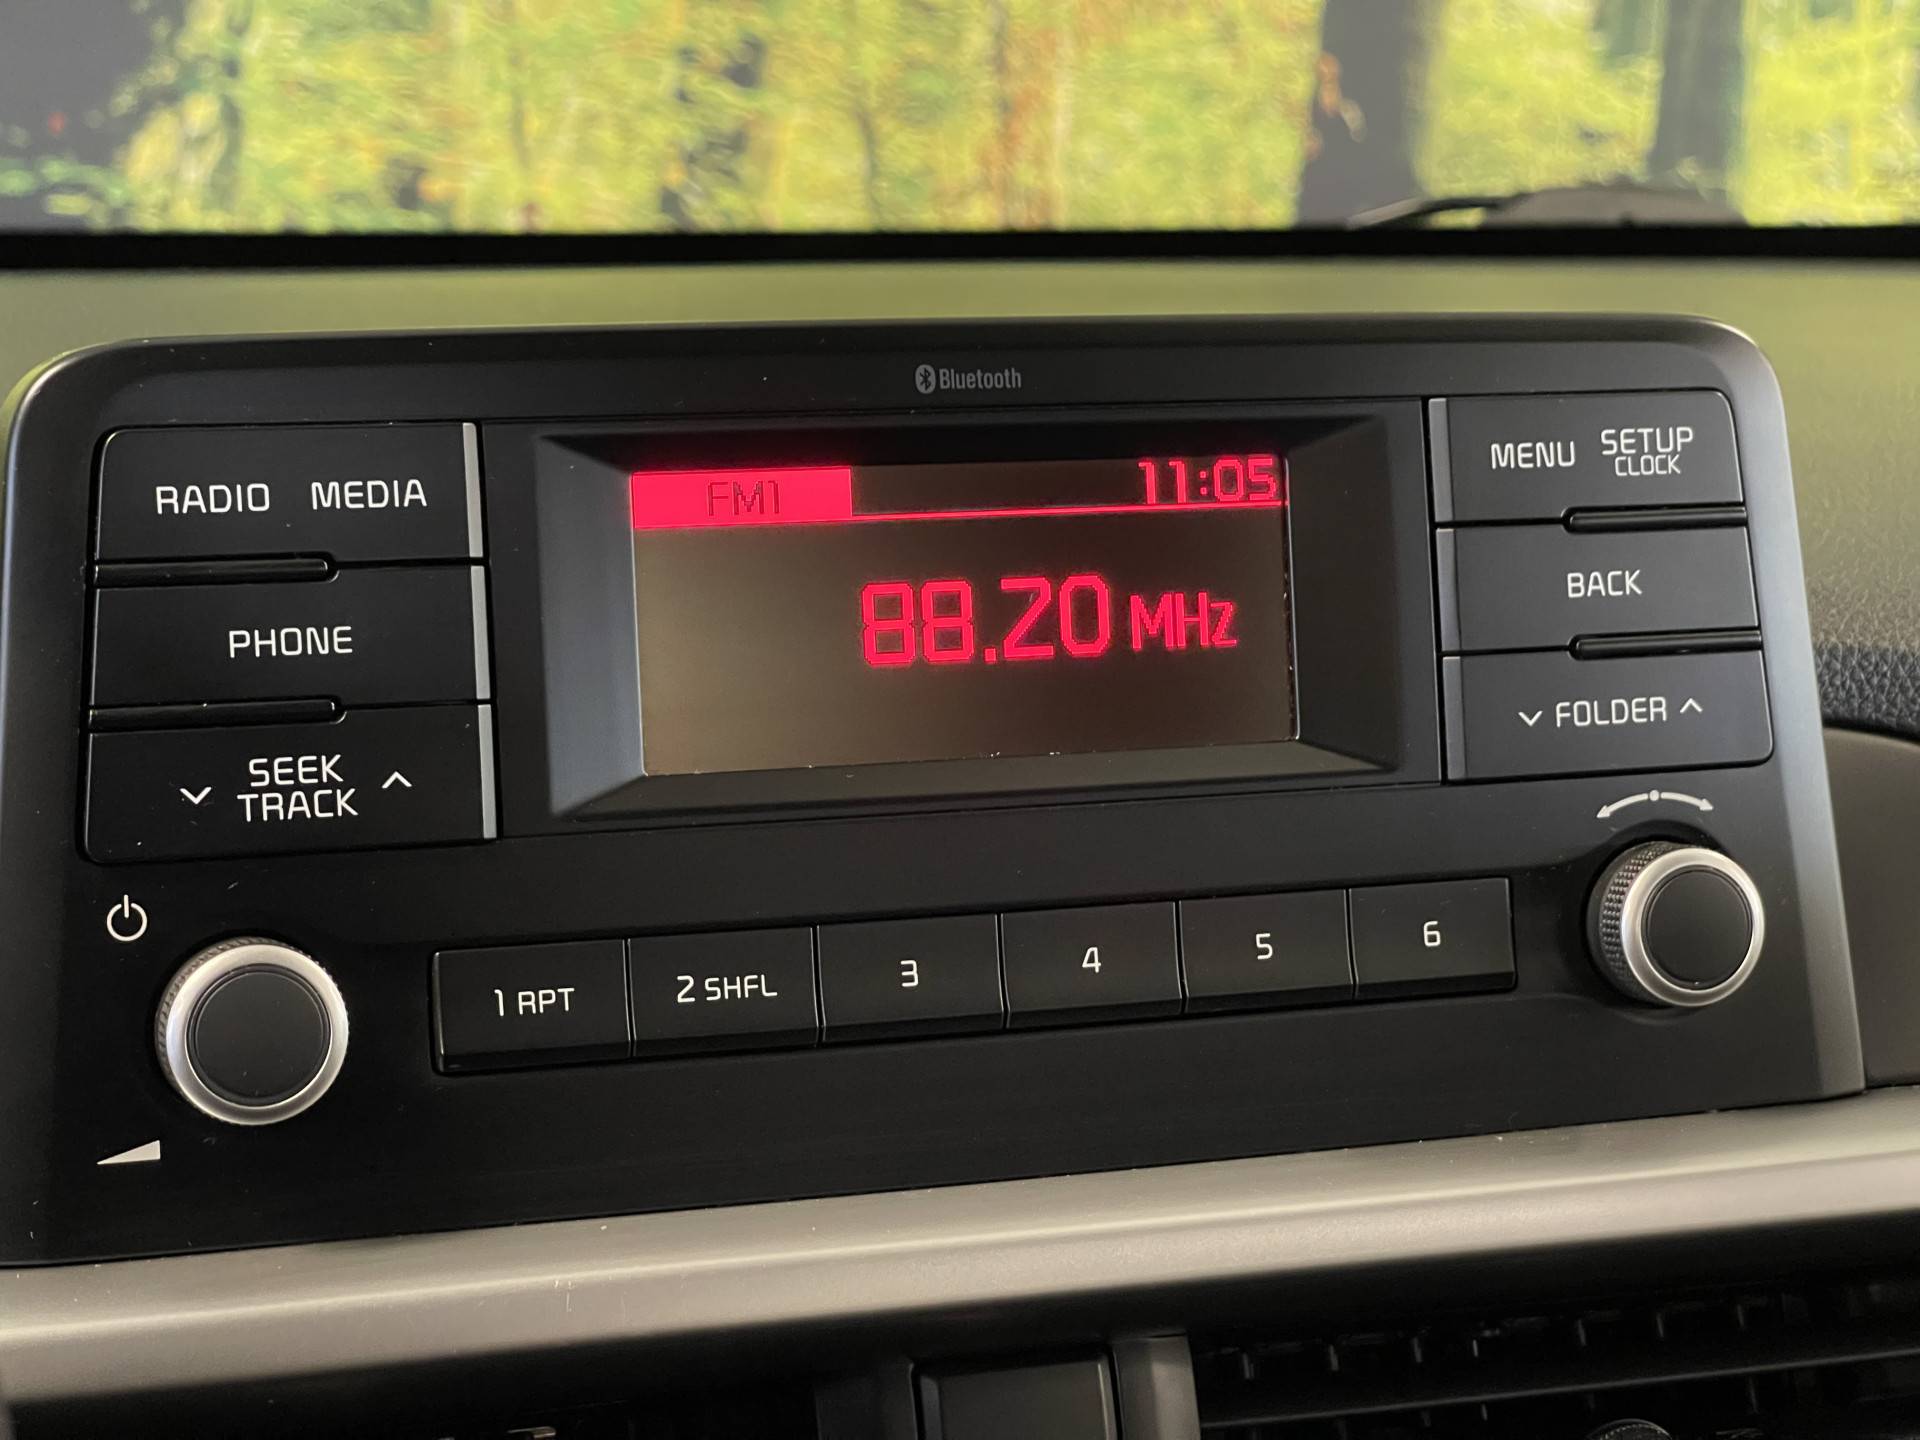 Bluetooth
RADIO MEDIA
PHONE
SEEK
TRACK
FM1 11:05
88.20 MHz
MENU SETUP
CLOCK
BACK
FOLDER
1 RPT 2 SHFL 3 4 5 6